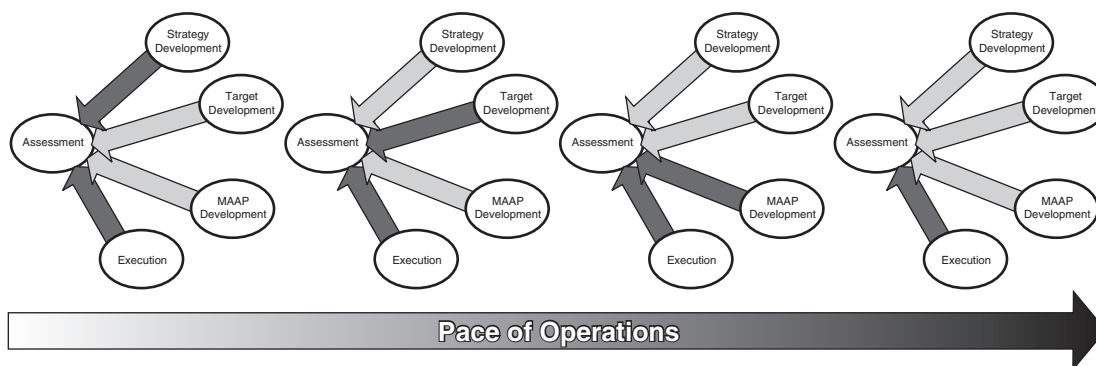 Strategy
Development
Target
Development
Assessment
MAAP
Development
Execution
Strategy
Development
Target
Development
Assessment
MAAP
Development
Execution
Strategy
Development
Target
Development
Assessment
MAAP
Development
Execution
Strategy
Development
Target
Development
Assessment
MAAP
Development
Execution
Pace of Operations